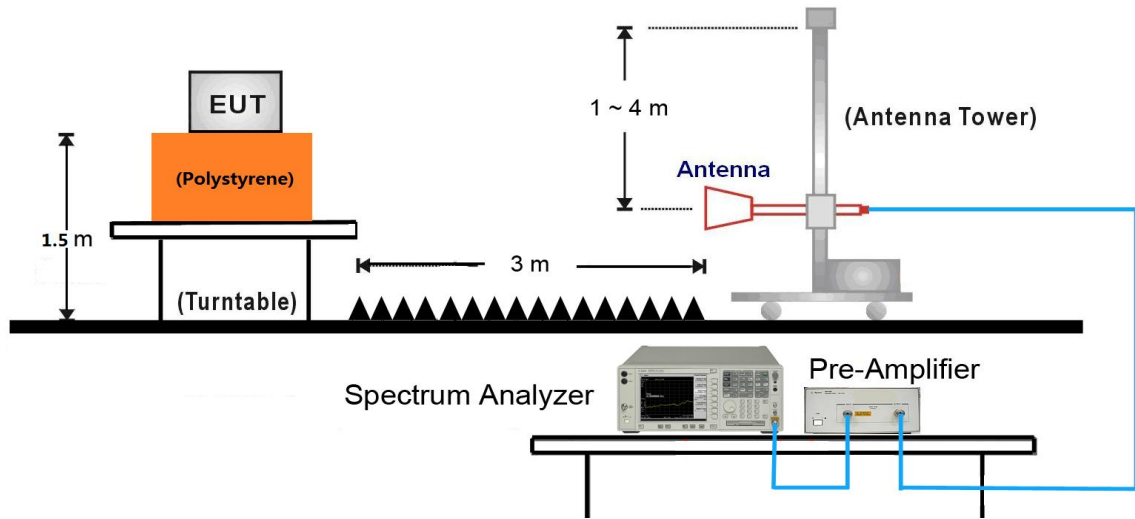 EUT
(Polystyrene)
1.5 m
(Turntable)
3 m
1 ~ 4 m
(Antenna Tower)
Antenna
Spectrum Analyzer
Pre-Amplifier